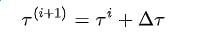 τ^{(i+1)} = τ^{i} + Δτ